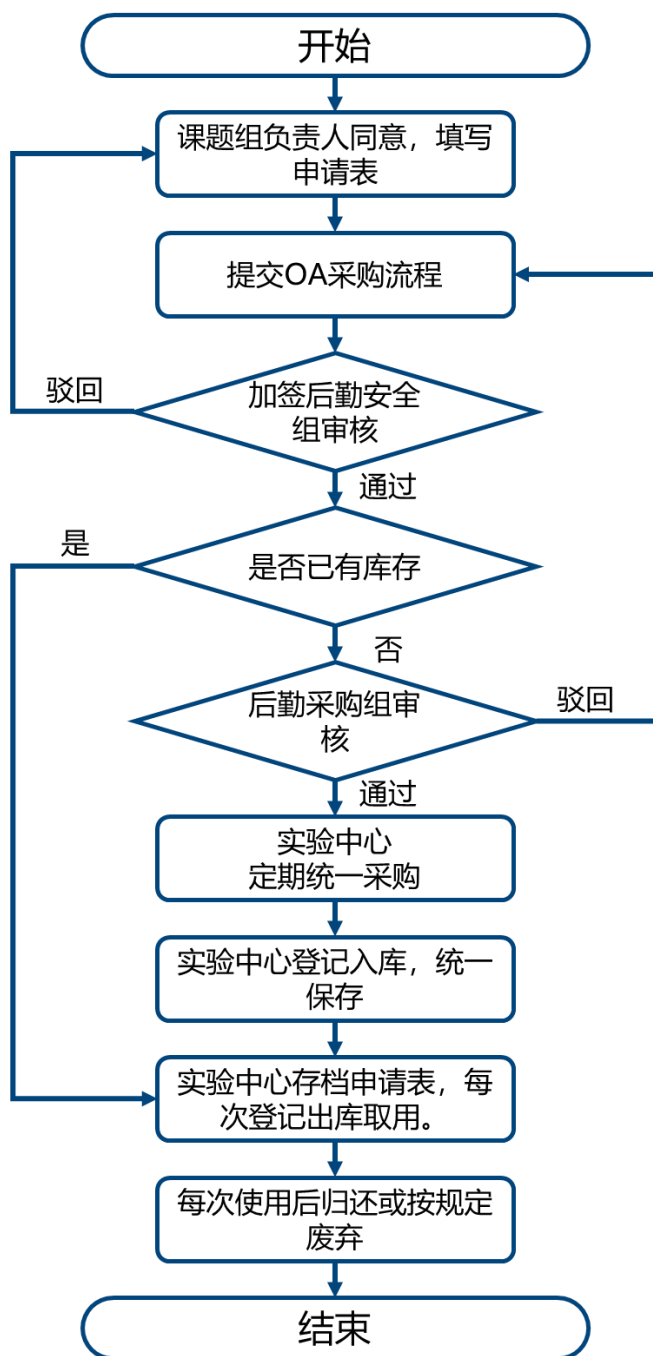 开始
课题组负责人同意，填写
申请表
提交OA采购流程
驳回
加签后勤安全
组审核
通过
是
是否已有库存
否
后勤采购组审
核
驳回
通过
实验中心
定期统一采购
实验中心登记入库，统一
保存
实验中心存档申请表，每
次登记出库取用。
每次使用后归还或按规定
废弃
结束